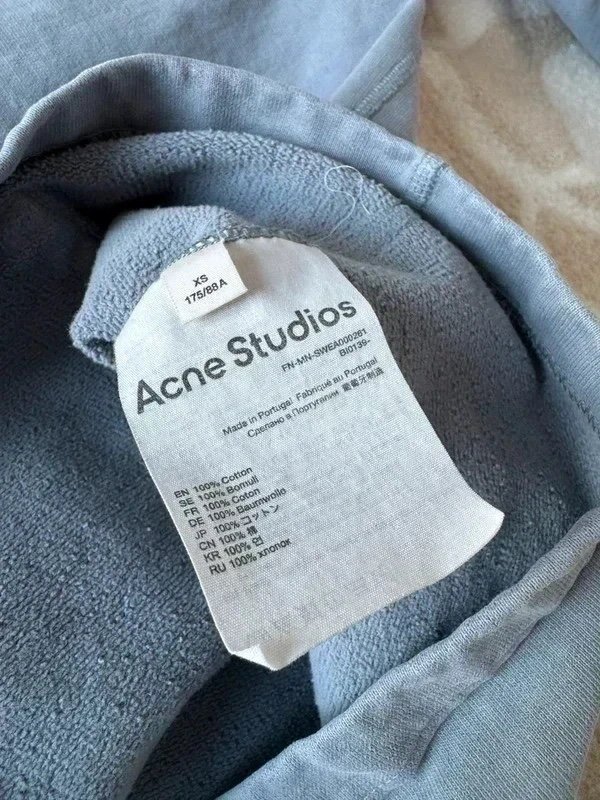 XS
175/88A
Acne Studios
FN-MN-SWEA000261
BI0139-
Made in Portugal Fabriqué au Portugal
Сделано в Португалии 葡萄牙制造
EN 100% Cotton
SE 100% Bomull
FR 100% Coton
DE 100% Baumwolle
JP 100% コットン
CN 100% 棉
KR 100% 면
RU 100% хлопок